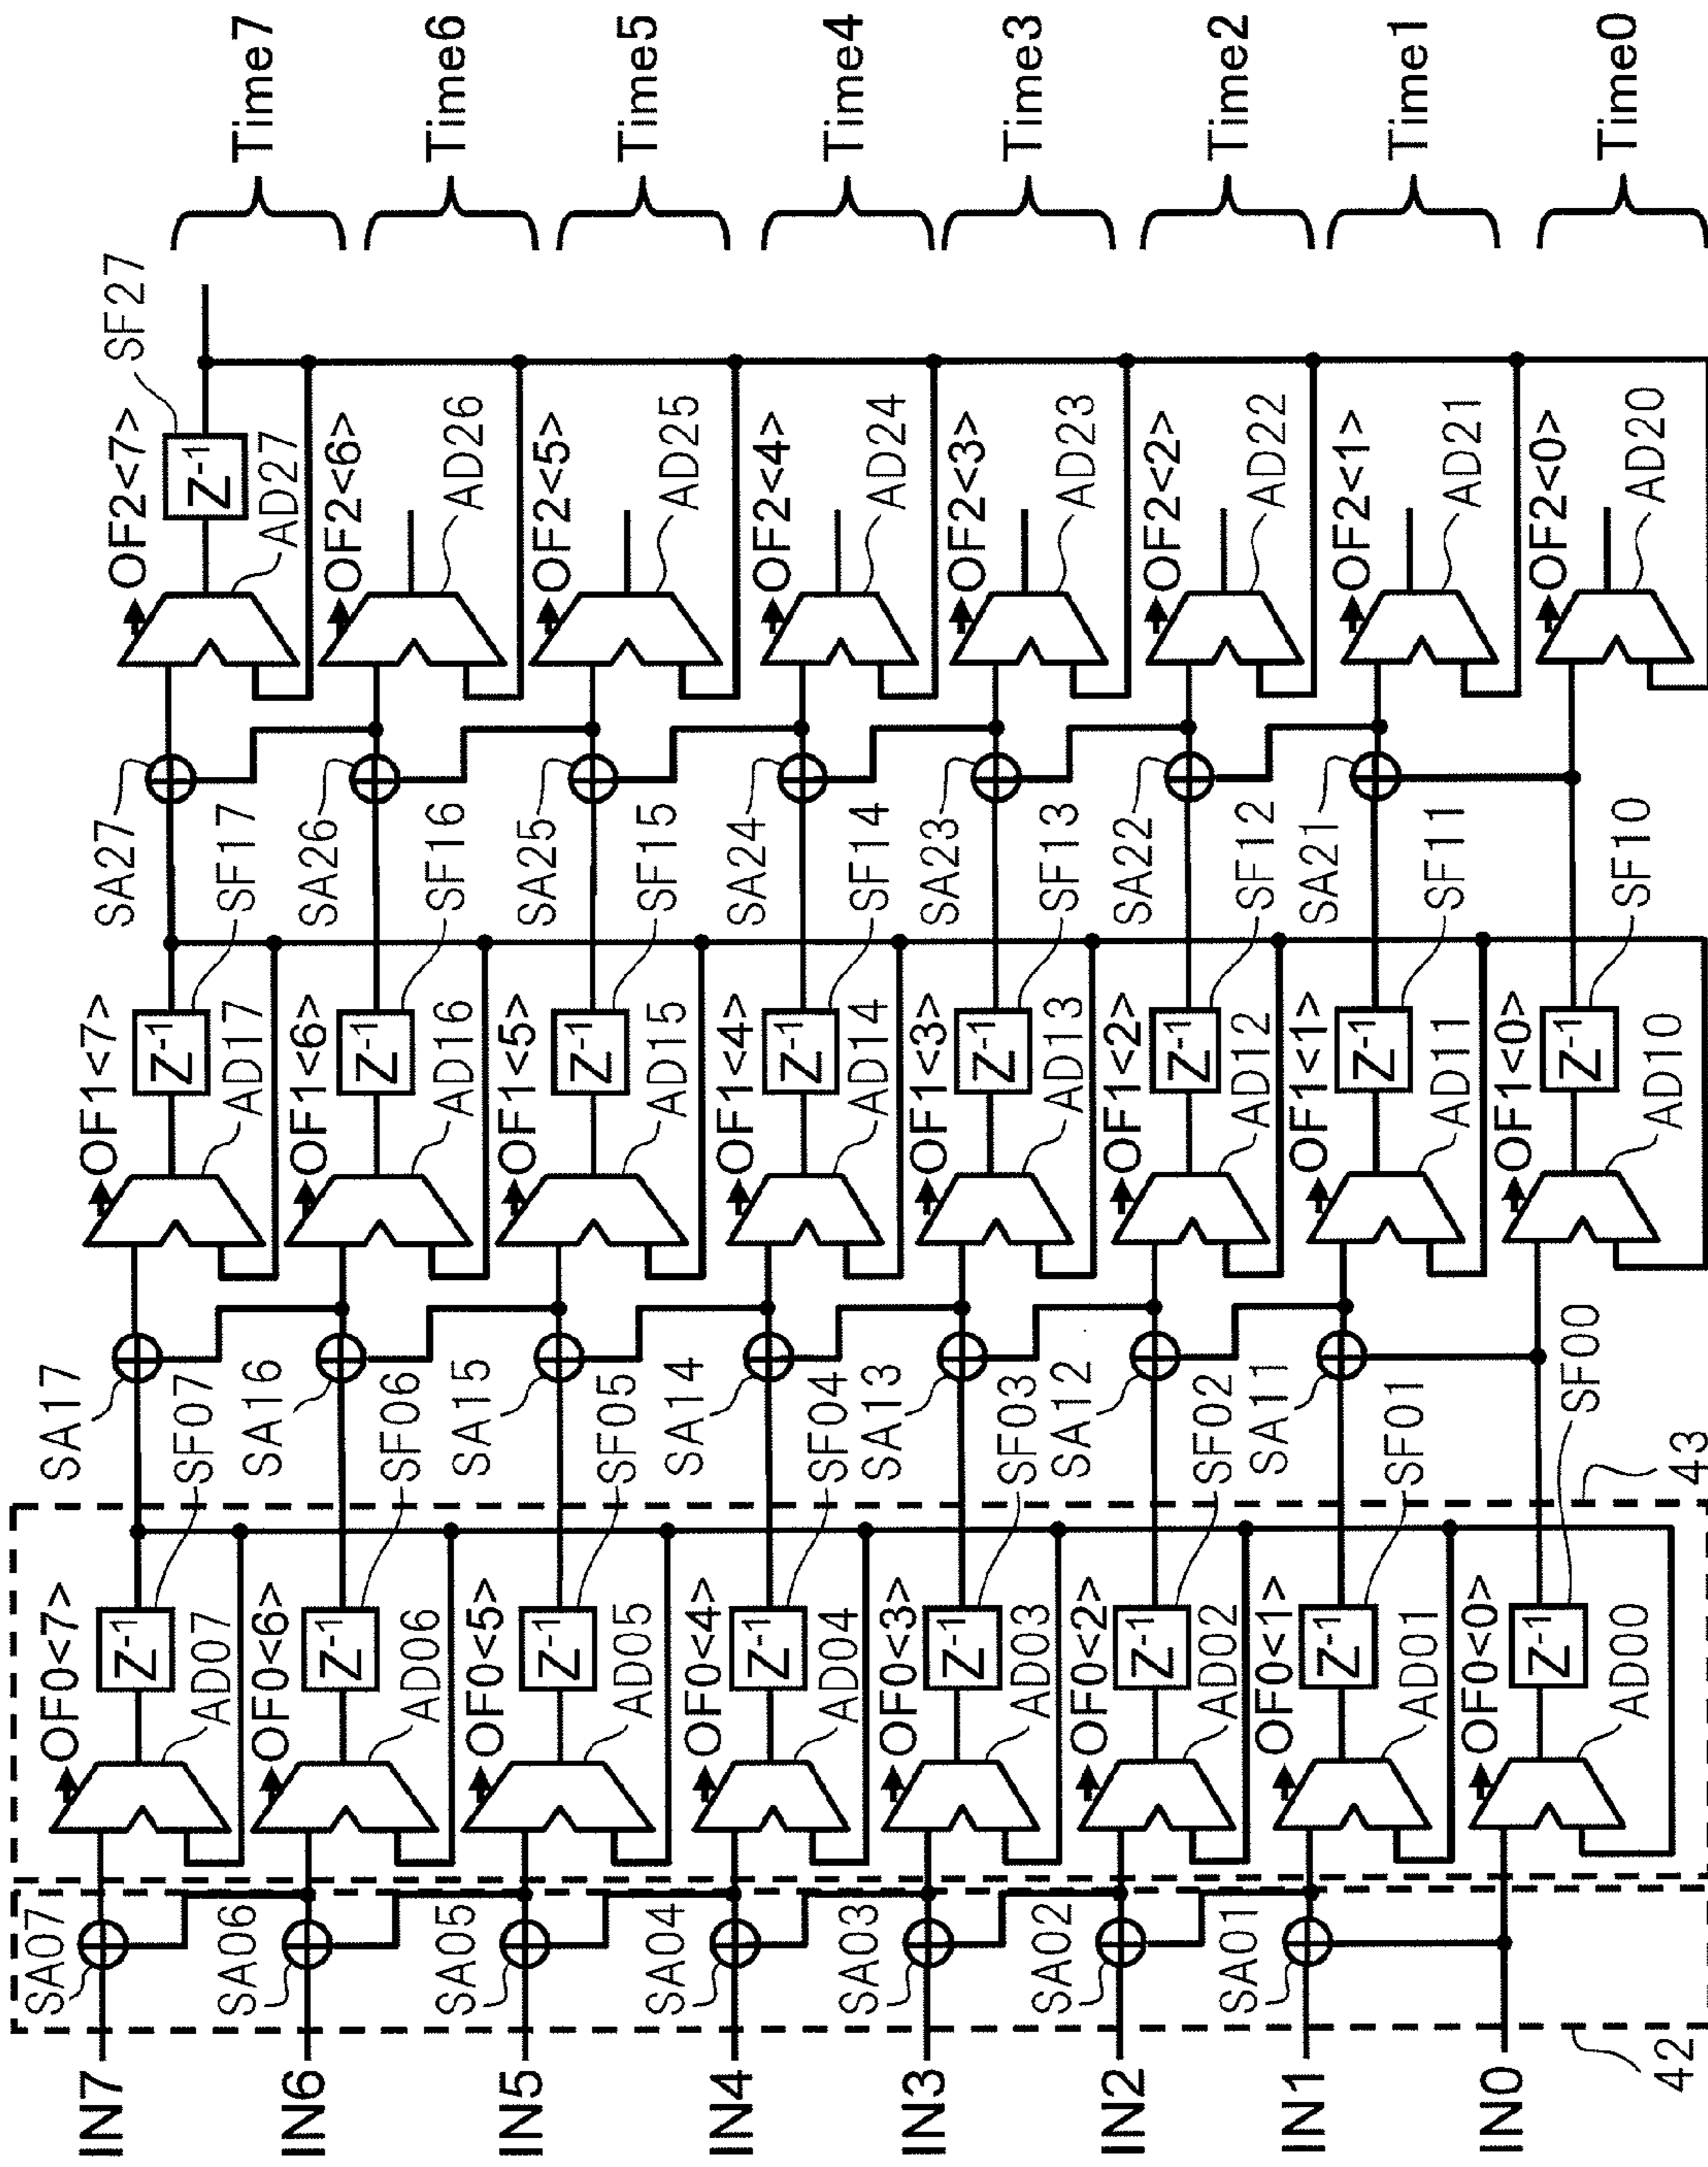 Time7
Time6
Time5
Time4
Time3
Time2
Time1
Time0
SF27
OF2<7>
OF2<6>
OF2<5>
OF2<4>
OF2<3>
OF2<2>
OF2<1>
OF2<0>
Z-1
AD27
AD26
AD25
AD24
AD23
AD22
AD21
AD20
SA27
SA26
SA25
SA24
SA23
SA22
SA21
SF17
SF16
SF15
SF14
SF13
SF12
SF11
SF10
Z-1
Z-1
Z-1
Z-1
Z-1
Z-1
Z-1
Z-1
OF1<7>
OF1<6>
OF1<5>
OF1<4>
OF1<3>
OF1<2>
OF1<1>
OF1<0>
AD17
AD16
AD15
AD14
AD13
AD12
AD11
AD10
SA17
SA16
SA15
SA14
SA13
SA12
SA11
SF07
SF06
SF05
SF04
SF03
SF02
SF01
SF00
43
OF0<7>
OF0<6>
OF0<5>
OF0<4>
OF0<3>
OF0<2>
OF0<1>
OF0<0>
Z-1
Z-1
Z-1
Z-1
Z-1
Z-1
Z-1
Z-1
AD07
AD06
AD05
AD04
AD03
AD02
AD01
AD00
SA07
SA06
SA05
SA04
SA03
SA02
SA01
42
IN7
IN6
IN5
IN4
IN3
IN2
IN1
IN0